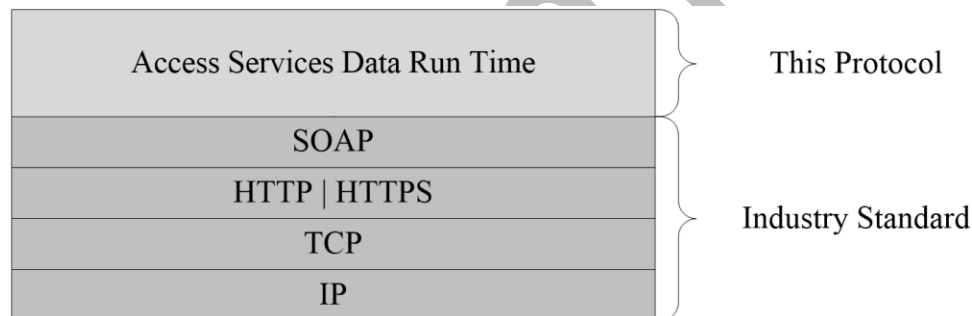 Access Services Data Run Time
This Protocol
SOAP
HTTP | HTTPS
TCP
IP
Industry Standard